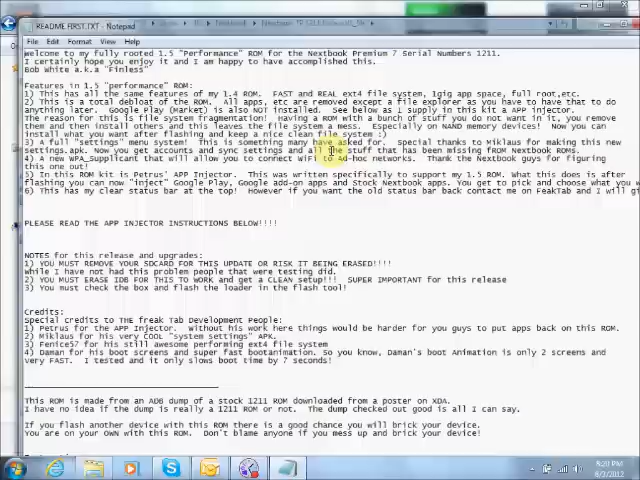 README FIRST.TXT - Notepad
File Edit Format View Help
Welcome to my fully rooted 1.5 "Performance" ROM for the Nextbook Premium 7 Serial Numbers 1211.
I certainly hope you enjoy it and I am happy to have accomplished this.
Bob White a.k.a "Finless"
Features in 1.5 "performance" ROM:
1) This has all the same features of my 1.4 ROM.  FAST and REAL ext4 file system, 1gig app space, full root,etc.
2) This is a total debloat of the ROM.  All apps, etc are removed except a file explorer as you have to have that to do
anything later.  Google Play (Market) is also NOT installed.  See below as I supply in this kit a APP injector.
The reason for this is file system fragmentation!  Having a ROM with a bunch of stuff you do not want in, you remove
them and then install others and this leaves the file system a mess.  Especially on NAND memory devices!  Now you can
install what you want after flashing and keep a nice clean file system :)
3) A full "settings" menu system!  This is something many have asked for.  Special thanks to Miklaus for making this new
settings.apk.  Now you get accounts and sync settings and all the stuff that has been missing from Nextbook ROMs.
4) A new WPA_Supplicant that will allow you to connect WiFi to Ad-hoc networks.  Thank the Nextbook guys for figuring
this one out!
5) In this ROM kit is Petrus' APP Injector.  This was written specifically to support my 1.5 ROM.  What this does is after
flashing you can now "inject" Google Play, Google add-on apps and Stock Nextbook apps. You get to pick and choose what you w
6) This has my clear status bar at the top!  However if you want the old status bar back contact me on FeakTab and I will gi
PLEASE READ THE APP INJECTOR INSTRUCTIONS BELOW!!!!
NOTES for this release and upgrades:
1) YOU MUST REMOVE YOUR SDCARD FOR THIS UPDATE OR RISK IT BEING ERASED!!!!
While I have not had this problem people that were testing did.
2) YOU MUST ERASE IDB FOR THIS TO WORK and get a CLEAN setup!!!  SUPER IMPORTANT for this release
3) You must check the box and flash the loader in the flash tool!
Credits:
Special credits to THE freak Tab Development People:
1) Petrus for the APP Injector.  without his work here things would be harder for you guys to put apps back on this ROM.
2) Miklaus for his very COOL "system settings" APK.
3) Fenice57 for his still awesome performing ext4 file system
4) Daman for his boot screens and super fast bootanimation. So you know, Daman's boot Animation is only 2 screens and
very FAST.  I tested and it only slows boot time by 7 seconds!
This ROM is made from an ADB dump of a stock 1211 ROM downloaded from a poster on XDA.
I have no idea if the dump is really a 1211 ROM or not.  The dump checked out good is all I can say.
If you flash another device with this ROM there is a good chance you will brick your device.
You are on your OWN with this ROM.  Don't blame anyone if you mess up and brick your device!
8:20 PM
8/2/2012